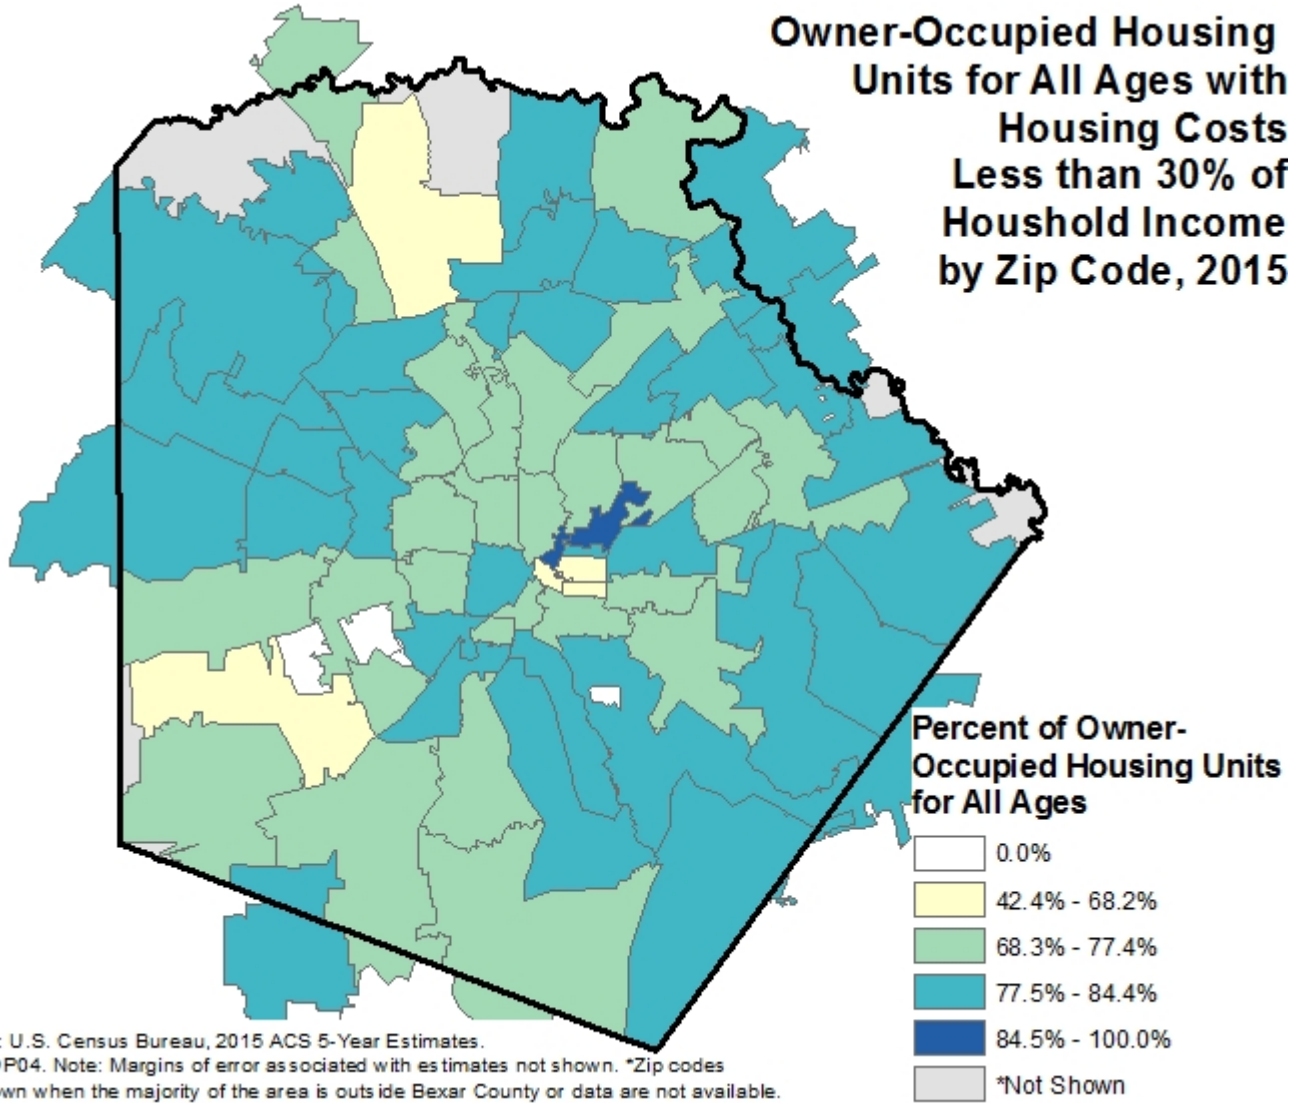 Owner-Occupied Housing
Units for All Ages with
Housing Costs
Less than 30% of
Houshold Income
by Zip Code, 2015
Percent of Owner-
Occupied Housing Units
for All Ages
0.0%
42.4% - 68.2%
68.3% - 77.4%
77.5% - 84.4%
84.5% - 100.0%
*Not Shown
: U.S. Census Bureau, 2015 ACS 5-Year Estimates.
P04. Note: Margins of error associated with estimates not shown. *Zip codes
wn when the majority of the area is outside Bexar County or data are not available.